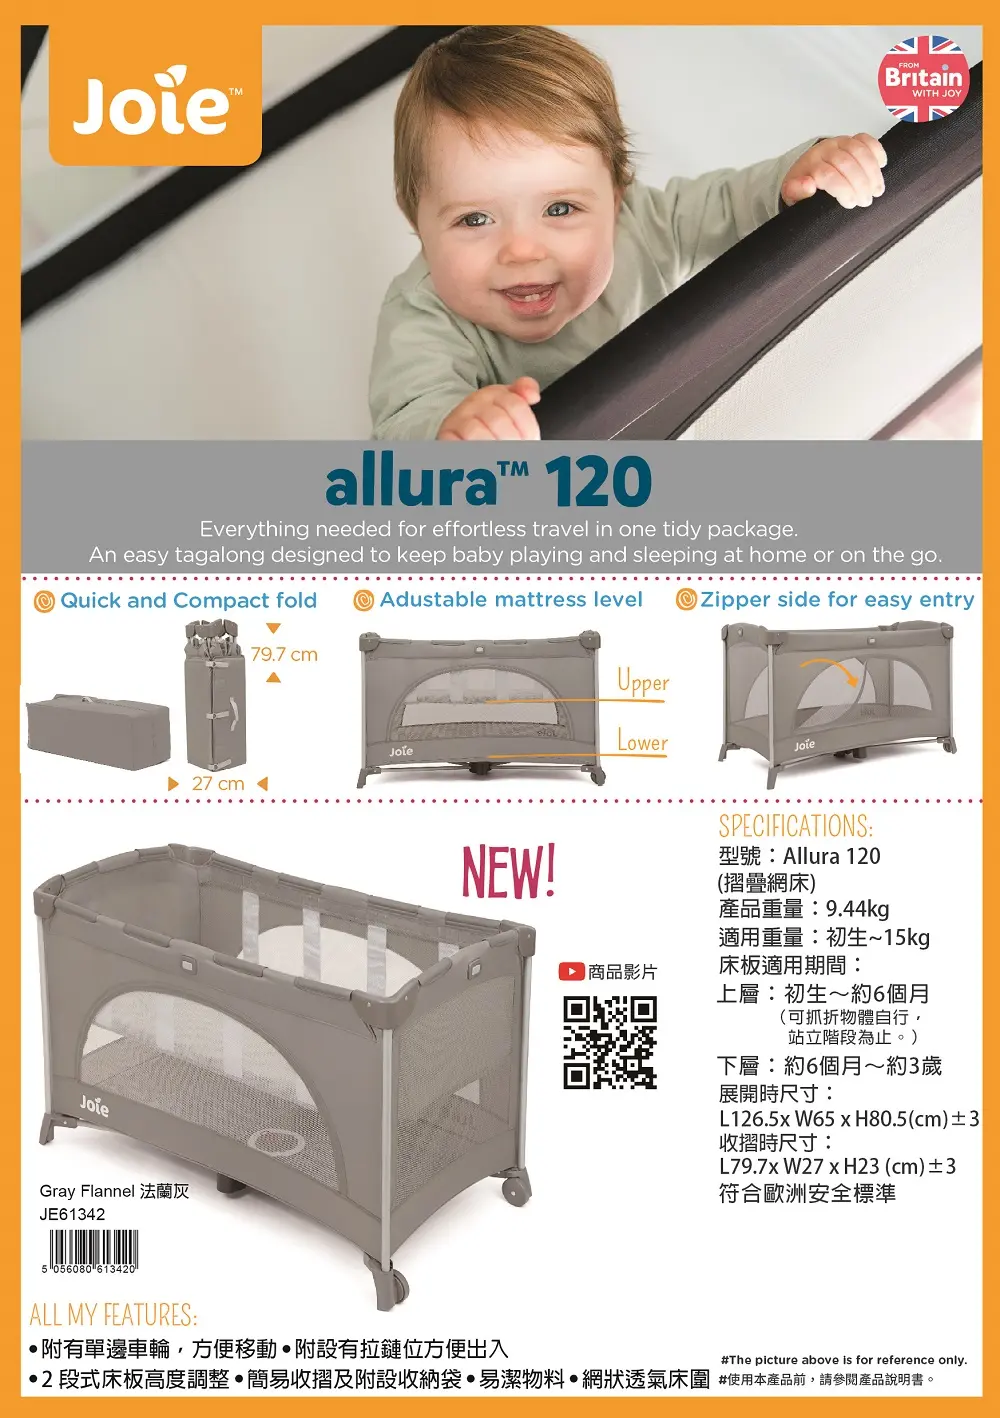 Joie™
FROM
Britain
WITH JOY
allura™ 120
Everything needed for effortless travel in one tidy package.
An easy tagalong designed to keep baby playing and sleeping at home or on the go.
Quick and Compact fold
79.7 cm
27 cm
Adustable mattress level
Upper
Lower
Joie
Zipper side for easy entry
Joie
NEW!
商品影片
Joie
Gray Flannel 法蘭灰
JE61342
5 056080 613420
SPECIFICATIONS:
型號：Allura 120
(摺疊網床)
產品重量：9.44kg
適用重量：初生~15kg
床板適用期間：
上層：初生～約6個月
（可抓折物體自行，
站立階段為止。）
下層：約6個月～約3歲
展開時尺寸：
L126.5x W65 x H80.5(cm)±3
收摺時尺寸：
L79.7x W27 x H23 (cm)±3
符合歐洲安全標準
ALL MY FEATURES:
•附有單邊車輪，方便移動•附設有拉鏈位方便出入
•2 段式床板高度調整•簡易收摺及附設收納袋•易潔物料•網狀透氣床圍
#The picture above is for reference only.
#使用本產品前，請參閱產品說明書。